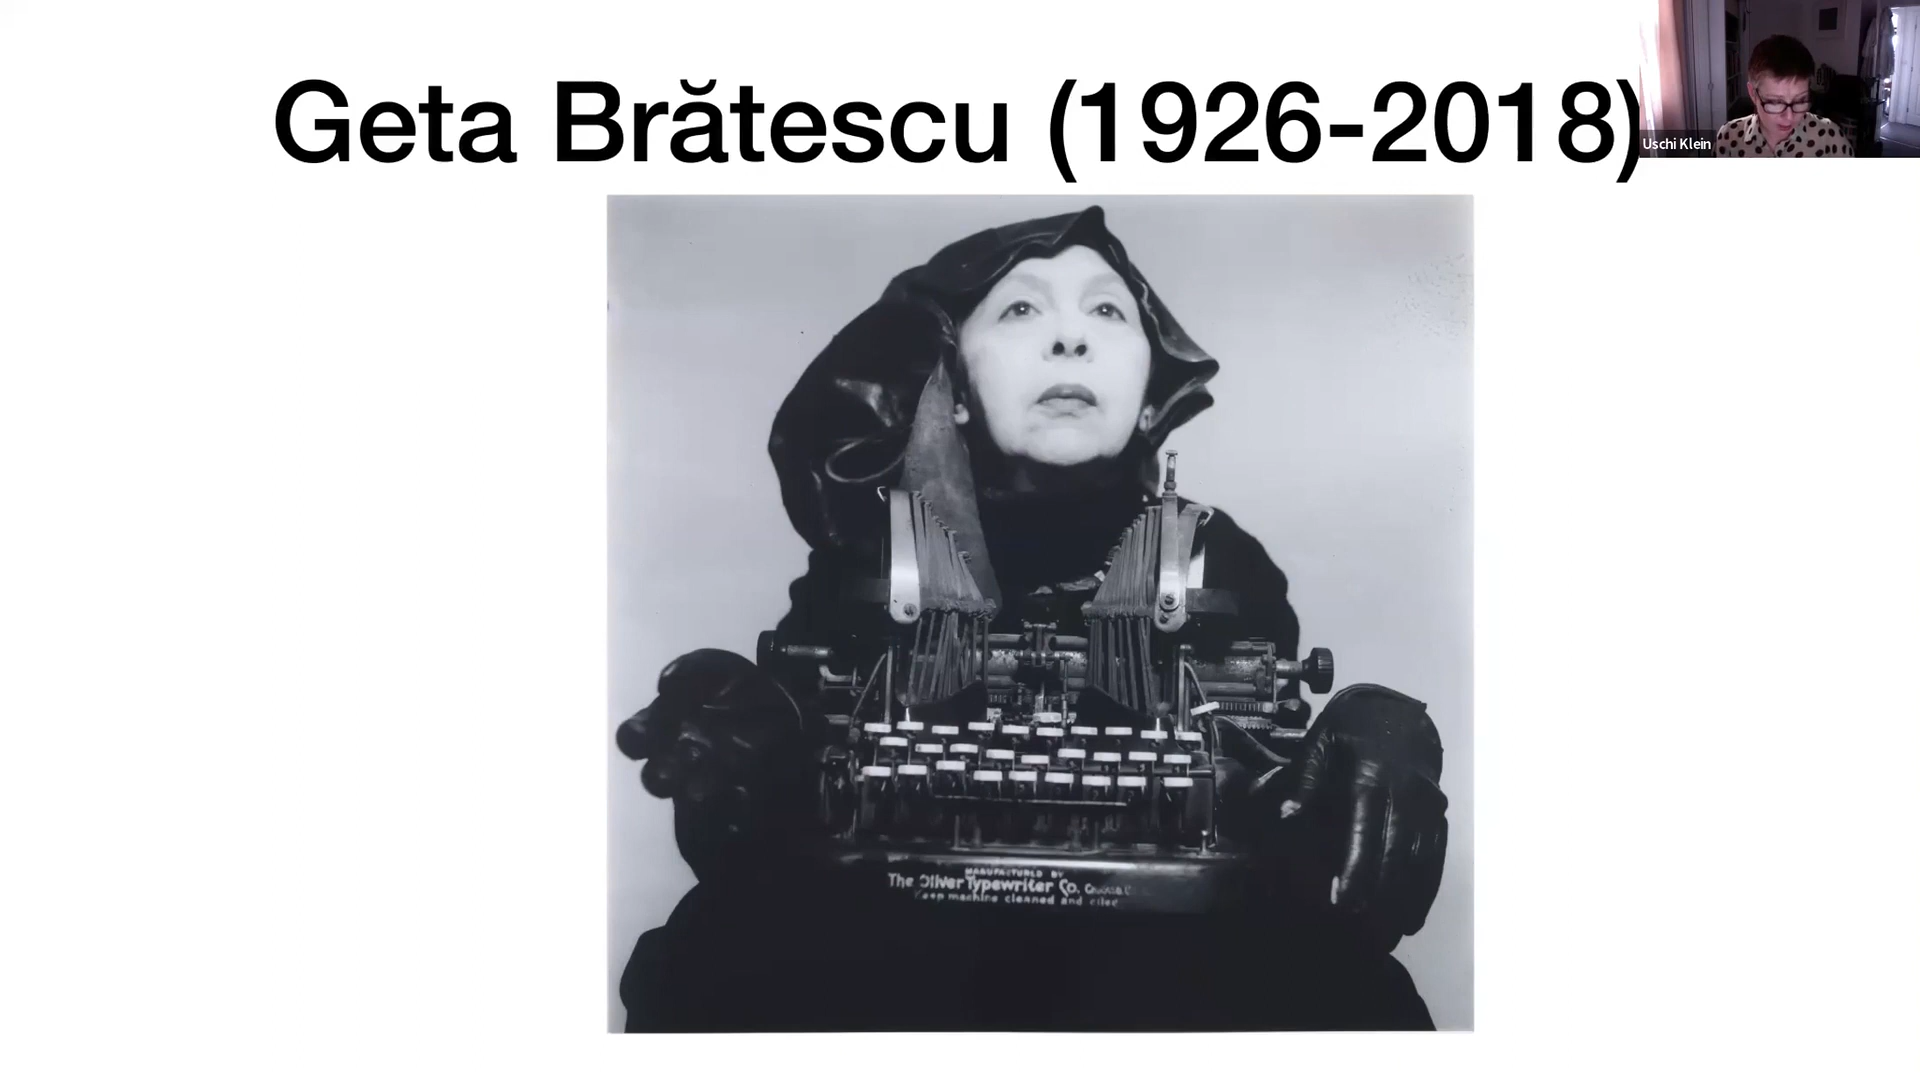 Geta Brătescu (1926-2018)
Uschi Klein
MANUFACTURED BY
The Oliver Typewriter Co.
Keep machine cleaned and oiled